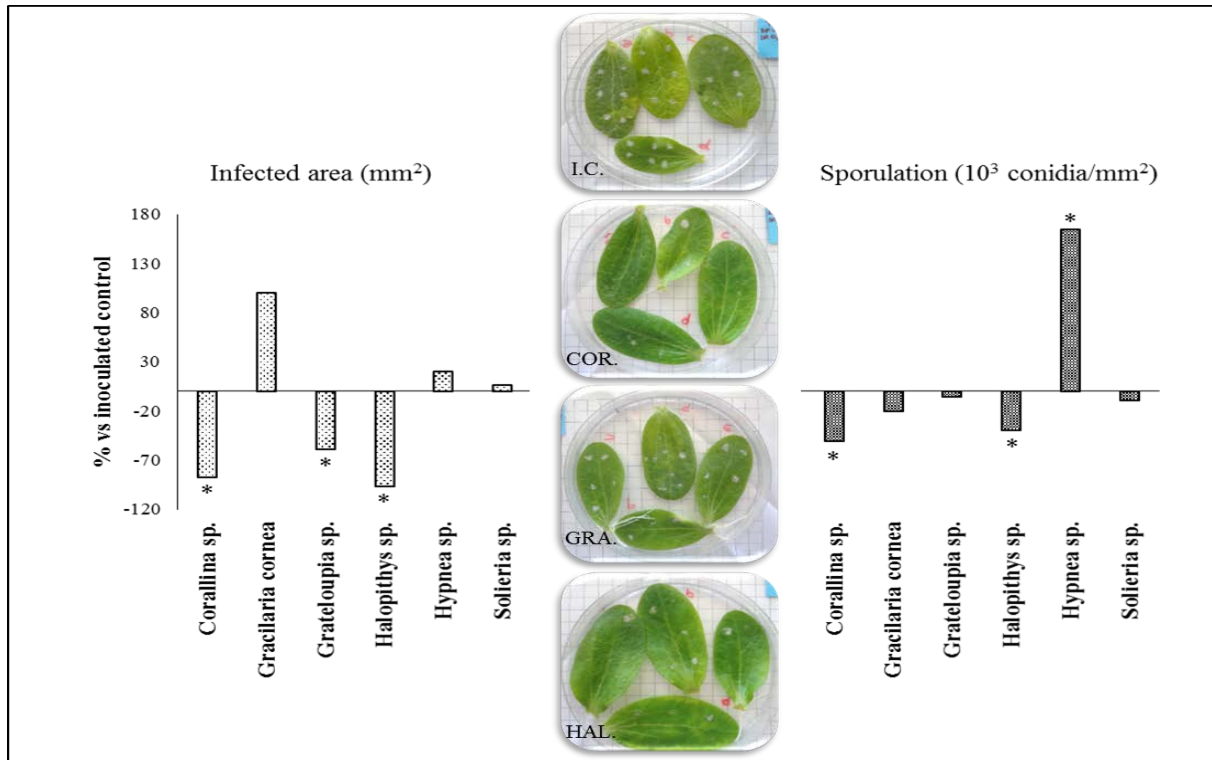 Infected area (mm²)
% vs inoculated control
180
130
80
30
-20
-70
-120
*
*
*
Corallina sp.
Gracilaria cornea
Grateloupia sp.
Halopithys sp.
Hypnea sp.
Solieria sp.
I.C.
COR.
GRA.
HAL.
Sporulation (10³ conidia/mm²)
*
*
*
Corallina sp.
Gracilaria cornea
Grateloupia sp.
Halopithys sp.
Hypnea sp.
Solieria sp.